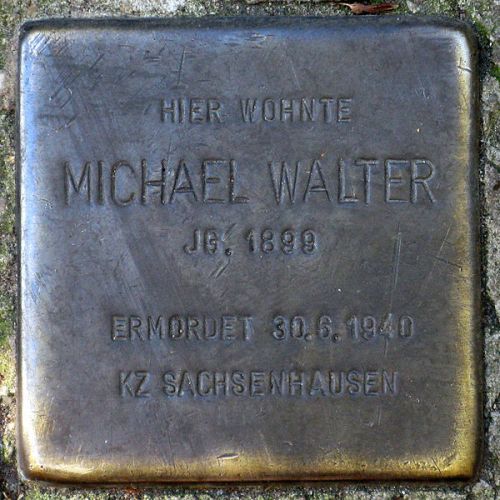 HIER WOHNTE
MICHAEL WALTER
JG. 1899
ERMORDET 30.6.1940
KZ SACHSENHAUSEN